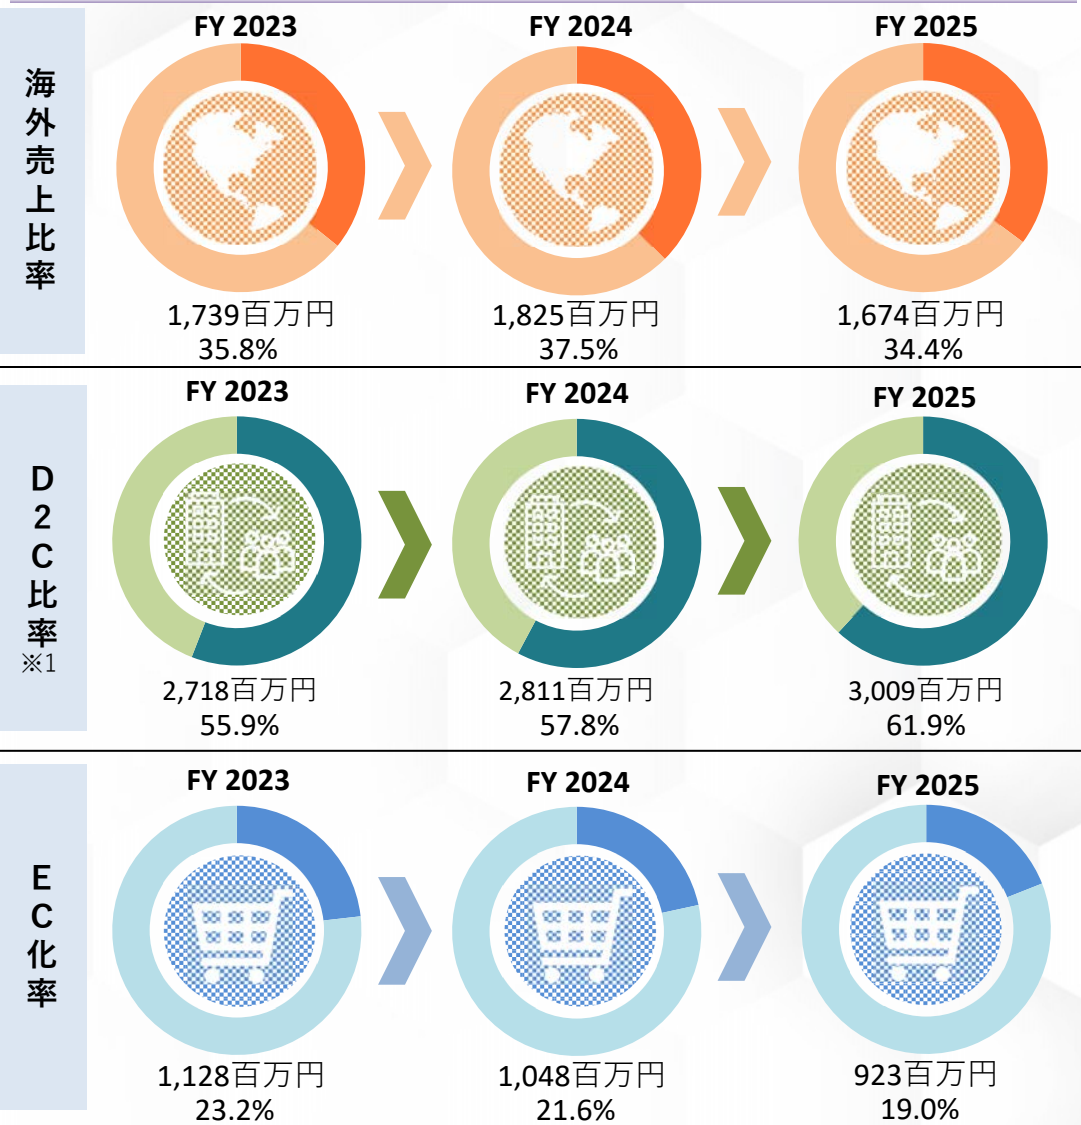 海外売上比率
FY 2023
FY 2024
FY 2025
1,739百万円
35.8%
1,825百万円
37.5%
1,674百万円
34.4%
D2C比率
※1
FY 2023
FY 2024
FY 2025
2,718百万円
55.9%
2,811百万円
57.8%
3,009百万円
61.9%
EC化率
FY 2023
FY 2024
FY 2025
1,128百万円
23.2%
1,048百万円
21.6%
923百万円
19.0%